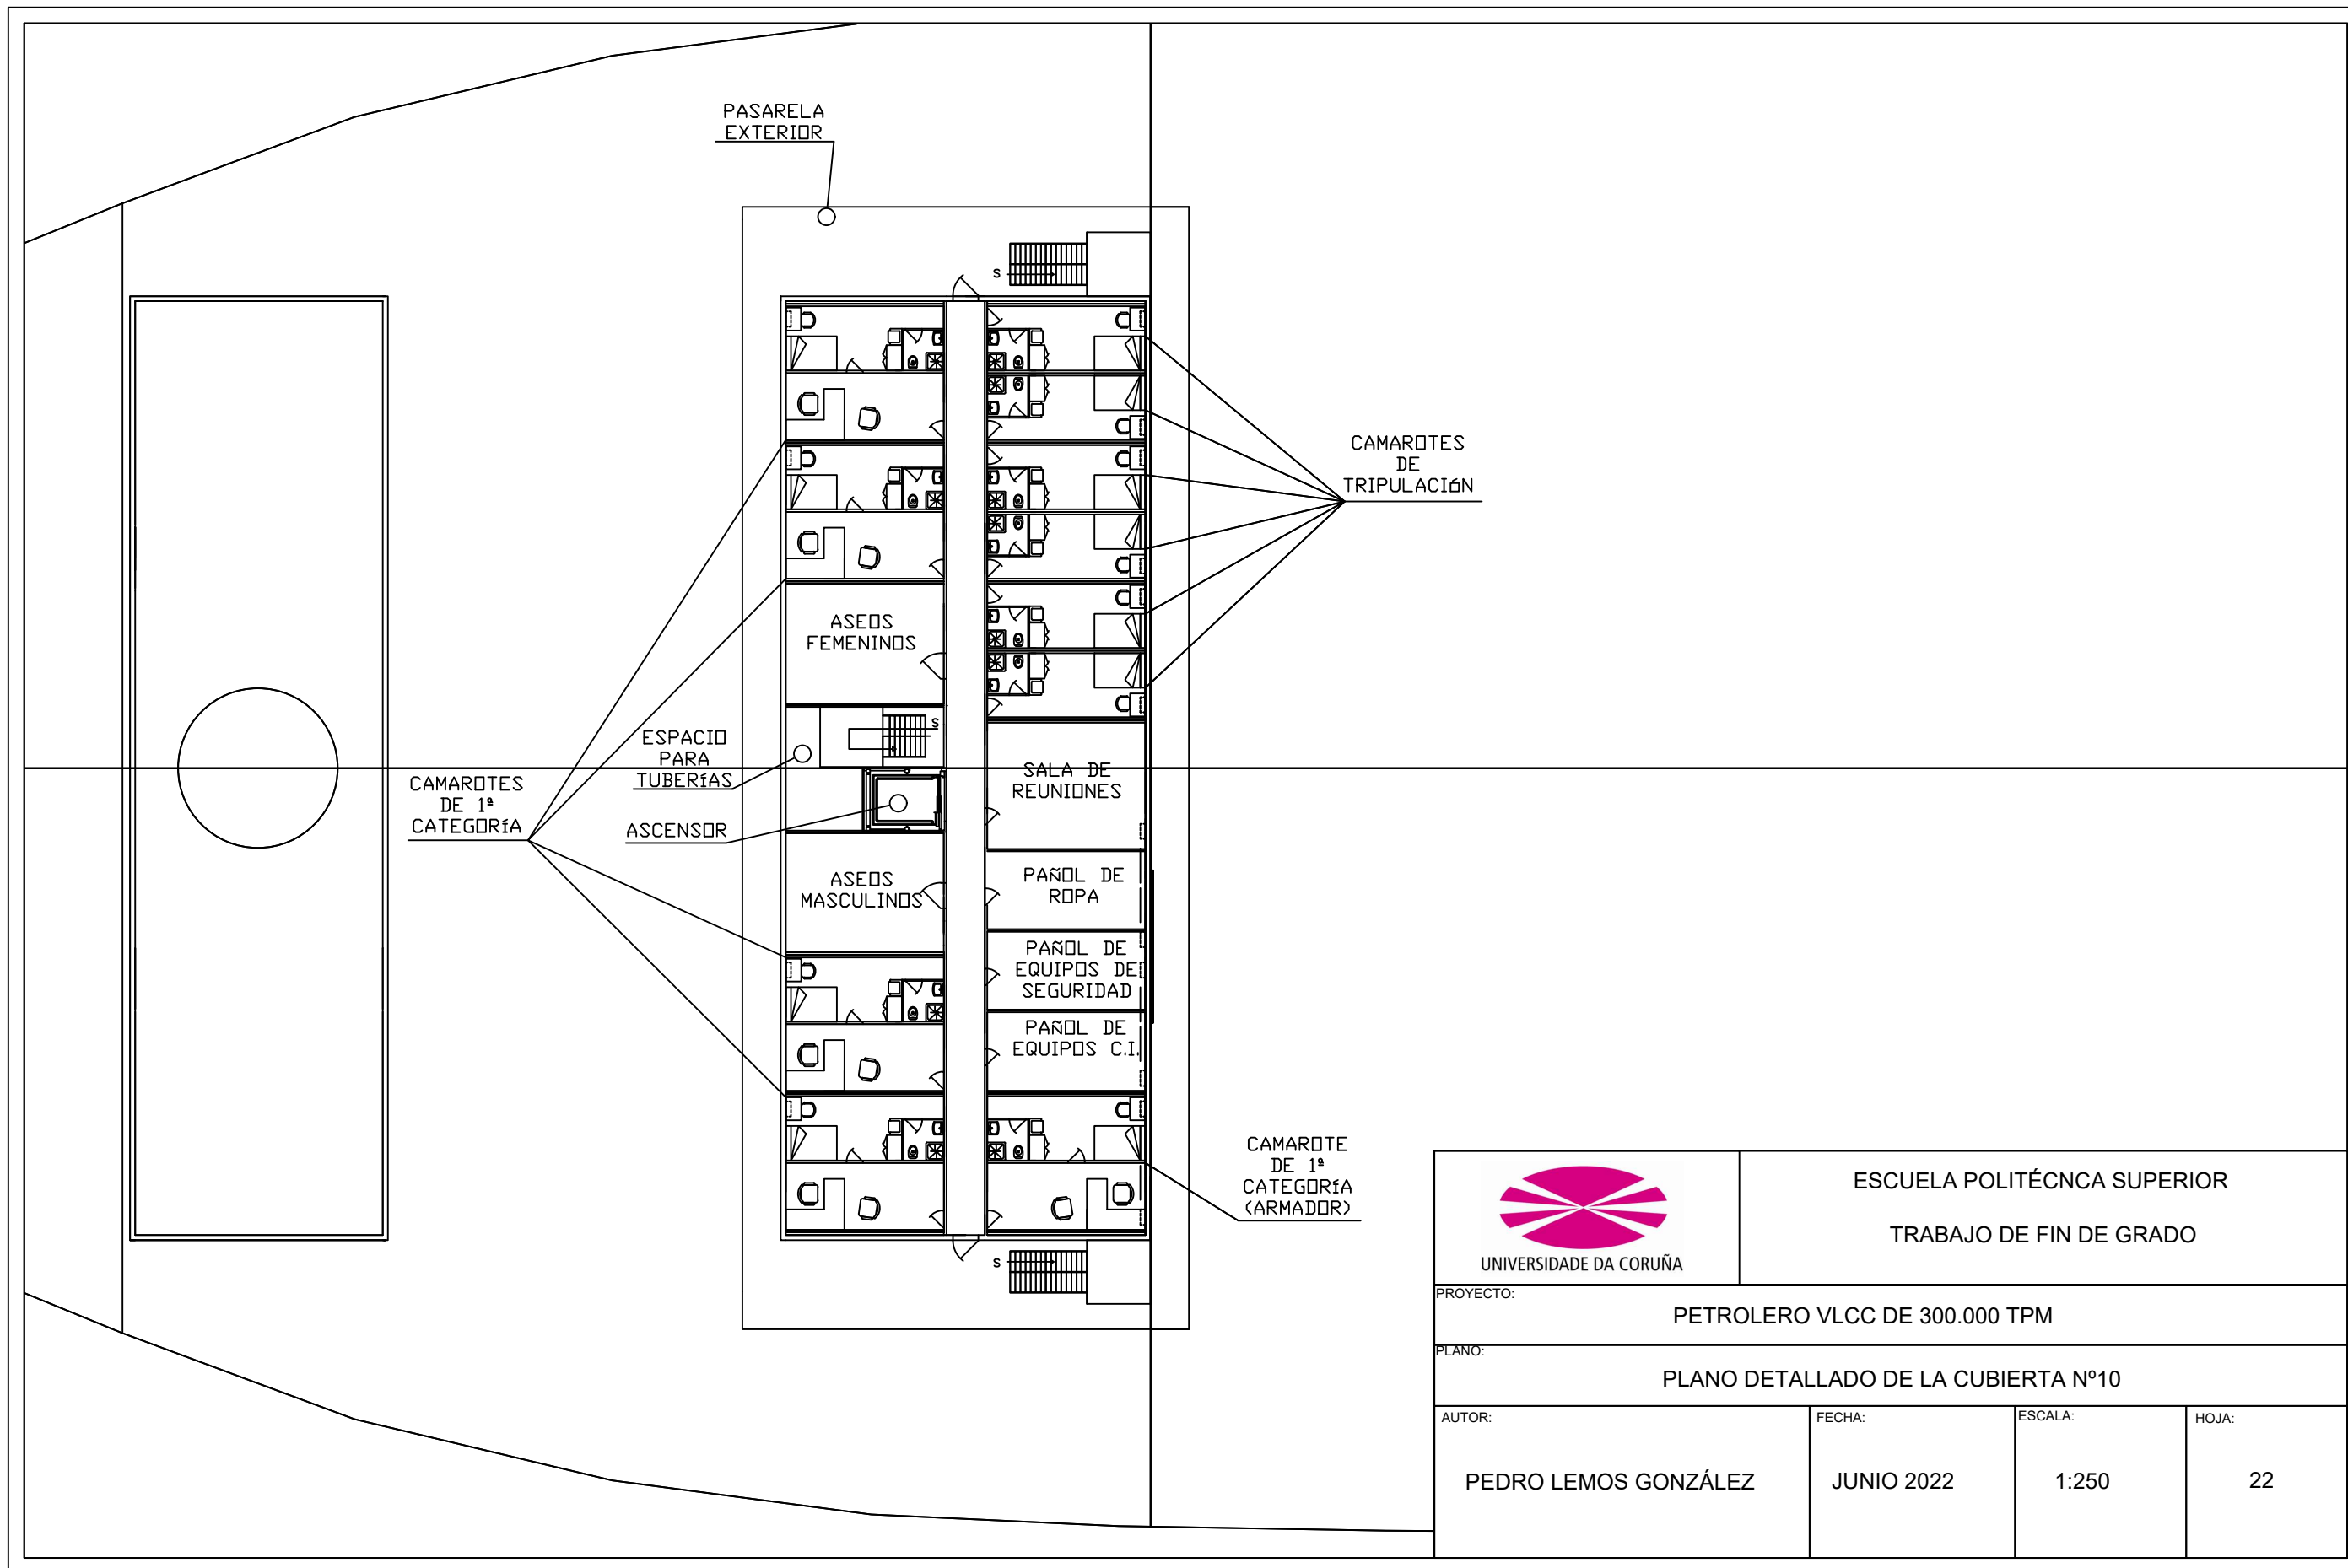 PASARELA
EXTERIOR
S
CAMAROTES
DE
TRIPULACIóN
ASEOS
FEMENINOS
S
ESPACIO
PARA
TUBERíAS
SALA DE
REUNIONES
CAMAROTES
DE 1ª
CATEGORíA
ASCENSOR
ASEOS
MASCULINOS
PAÑOL DE
ROPA
PAÑOL DE
EQUIPOS DE
SEGURIDAD
PAÑOL DE
EQUIPOS C.I.
CAMAROTE
DE 1ª
CATEGORíA
(ARMADOR)
S
UNIVERSIDADE DA CORUÑA
ESCUELA POLITÉCNCA SUPERIOR
TRABAJO DE FIN DE GRADO
PROYECTO:
PETROLERO VLCC DE 300.000 TPM
PLANO:
PLANO DETALLADO DE LA CUBIERTA Nº10
AUTOR:
PEDRO LEMOS GONZÁLEZ
FECHA:
JUNIO 2022
ESCALA:
1:250
HOJA:
22